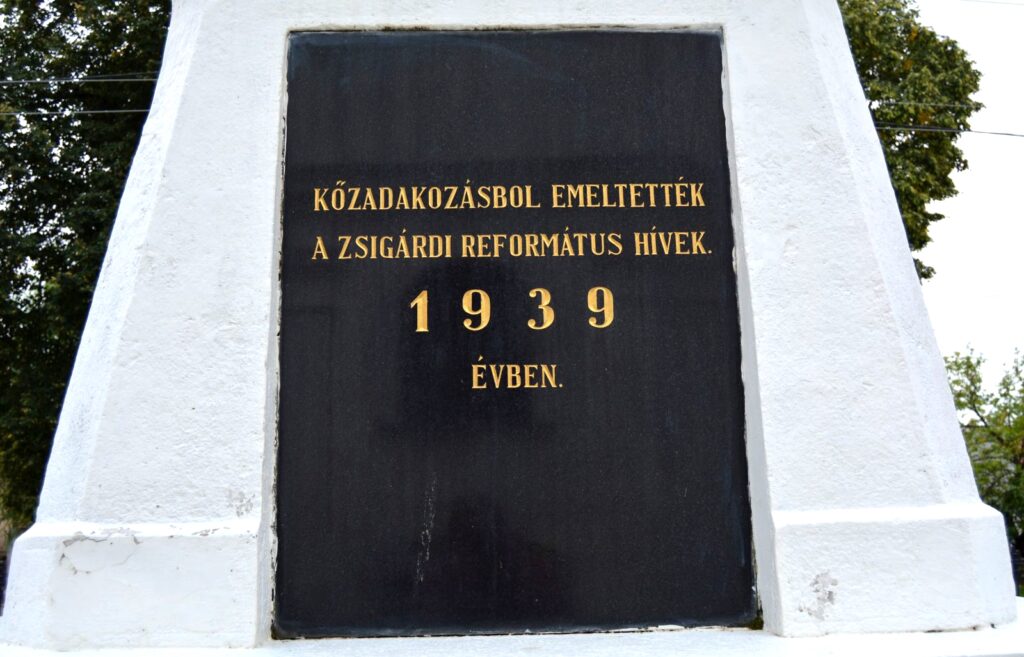 KŐZADAKOZÁSBOL EMELTETTÉK
A ZSIGÁRDI REFORMÁTUS HÍVEK.
1939
ÉVBEN.